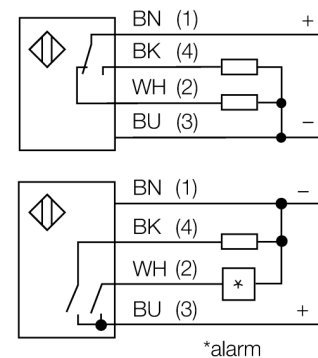 BN (1) +
BK (4)
WH (2)
BU (3) −
BN (1) −
BK (4)
WH (2) *
BU (3) +
*alarm